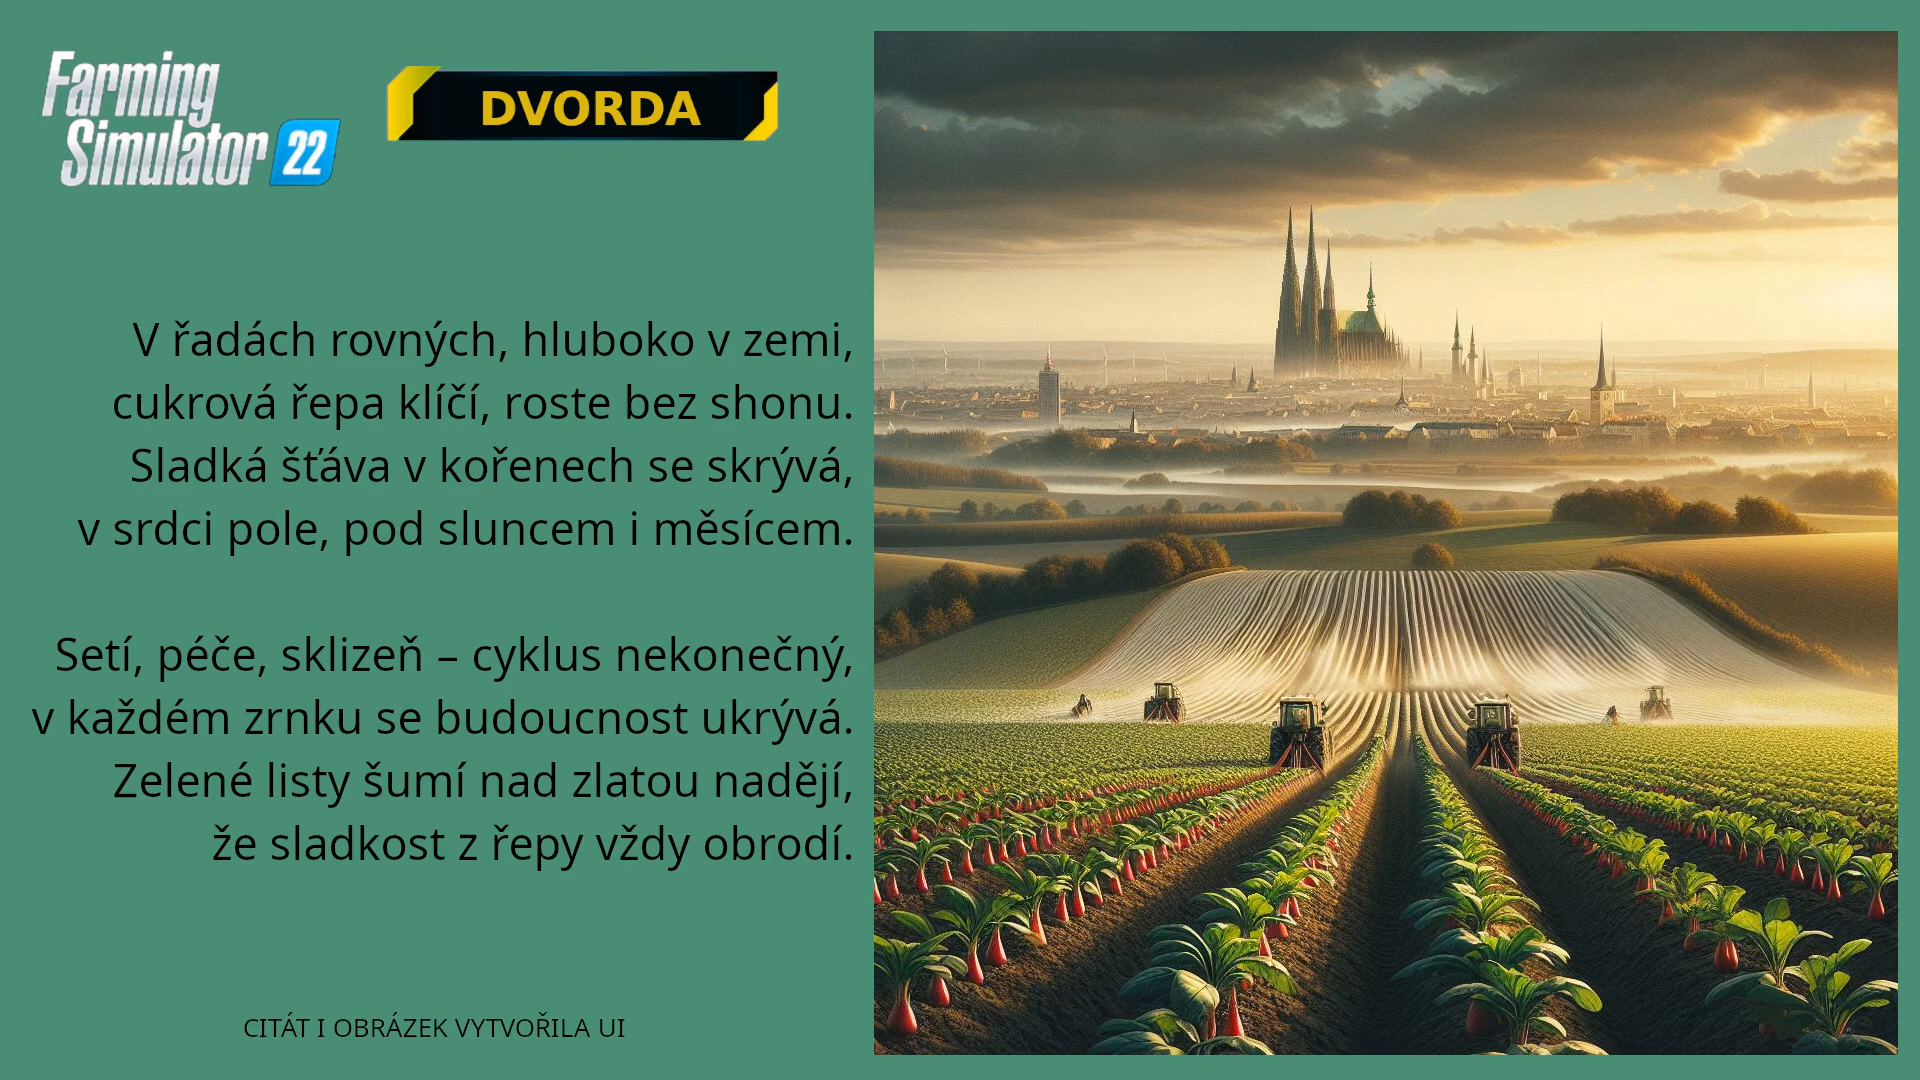 Farming
Simulator 22
DVORDA
V řadách rovných, hluboko v zemi,
cukrová řepa klíčí, roste bez shonu.
Sladká šťáva v kořenech se skrývá,
v srdci pole, pod sluncem i měsícem.
Setí, péče, sklizeň – cyklus nekonečný,
v každém zrnku se budoucnost ukrývá.
Zelené listy šumí nad zlatou nadějí,
že sladkost z řepy vždy obrodí.
CITÁT I OBRÁZEK VYTVOŘILA UI